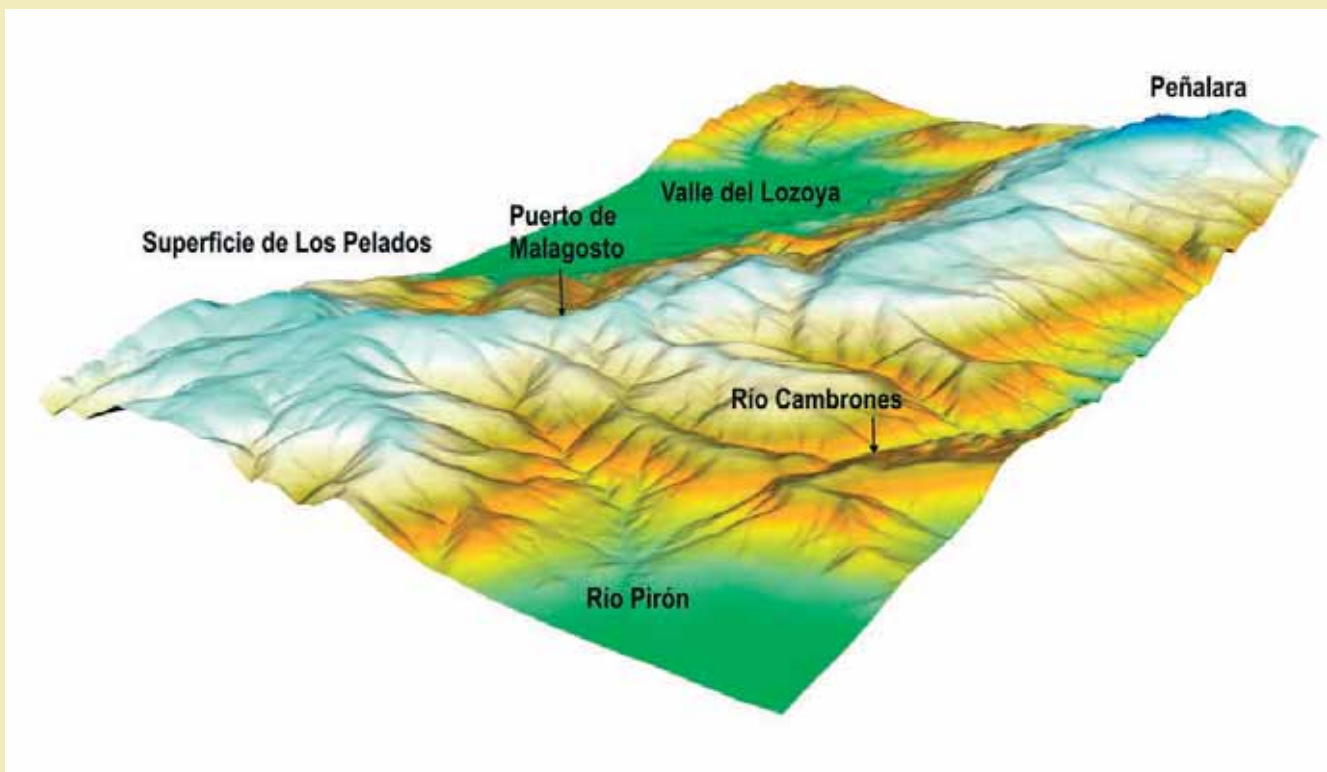 Peñalara
Valle del Lozoya
Puerto de
Malagosto
Superficie de Los Pelados
Río Cambrones
Río Pirón